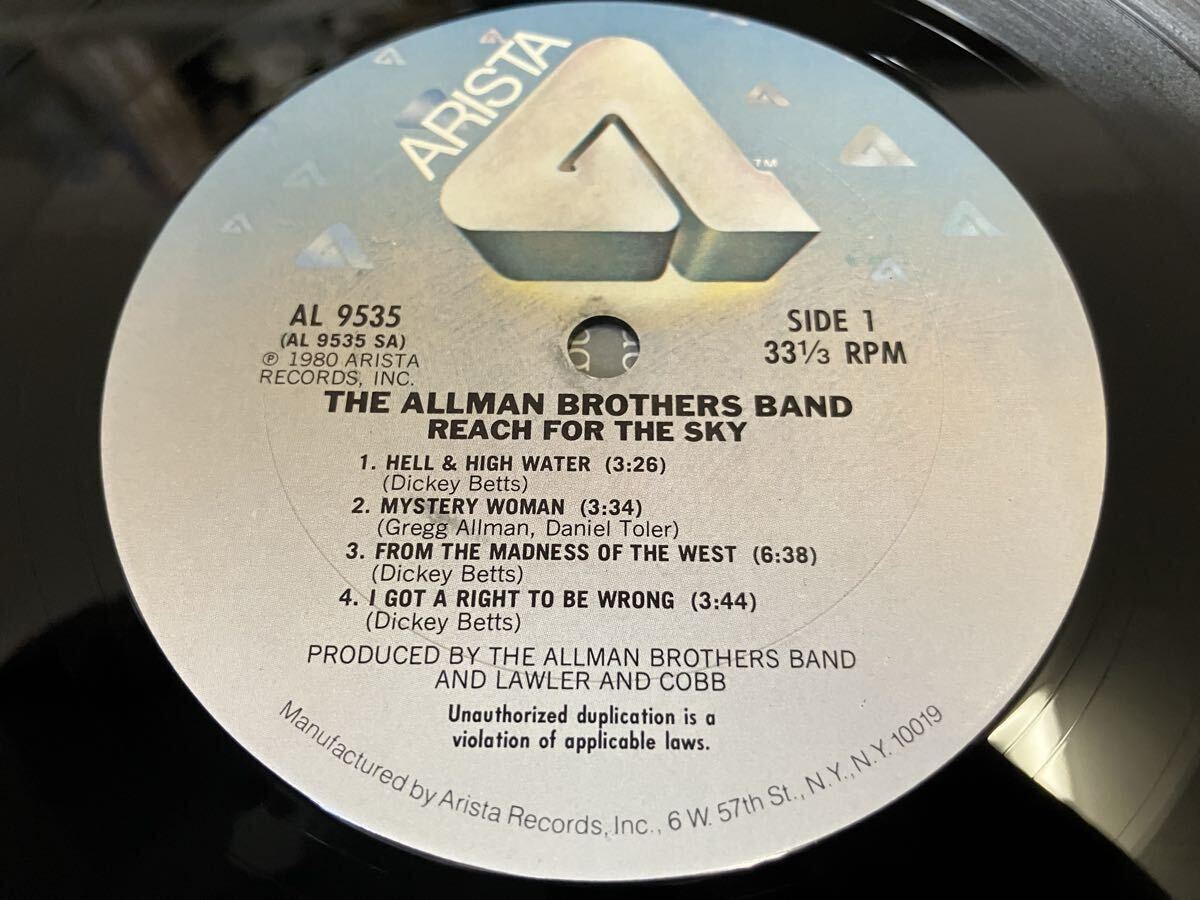 ARISTA
TM
AL 9535
(AL 9535 SA)
℗ 1980 ARISTA
RECORDS, INC.
SIDE 1
33⅓ RPM
THE ALLMAN BROTHERS BAND
REACH FOR THE SKY
1. HELL & HIGH WATER (3:26)
(Dickey Betts)
2. MYSTERY WOMAN (3:34)
(Gregg Allman, Daniel Toler)
3. FROM THE MADNESS OF THE WEST (6:38)
(Dickey Betts)
4. I GOT A RIGHT TO BE WRONG (3:44)
(Dickey Betts)
PRODUCED BY THE ALLMAN BROTHERS BAND
AND LAWLER AND COBB
Unauthorized duplication is a
violation of applicable laws.
Manufactured by Arista Records, Inc., 6 W. 57th St., N.Y., N.Y. 10019